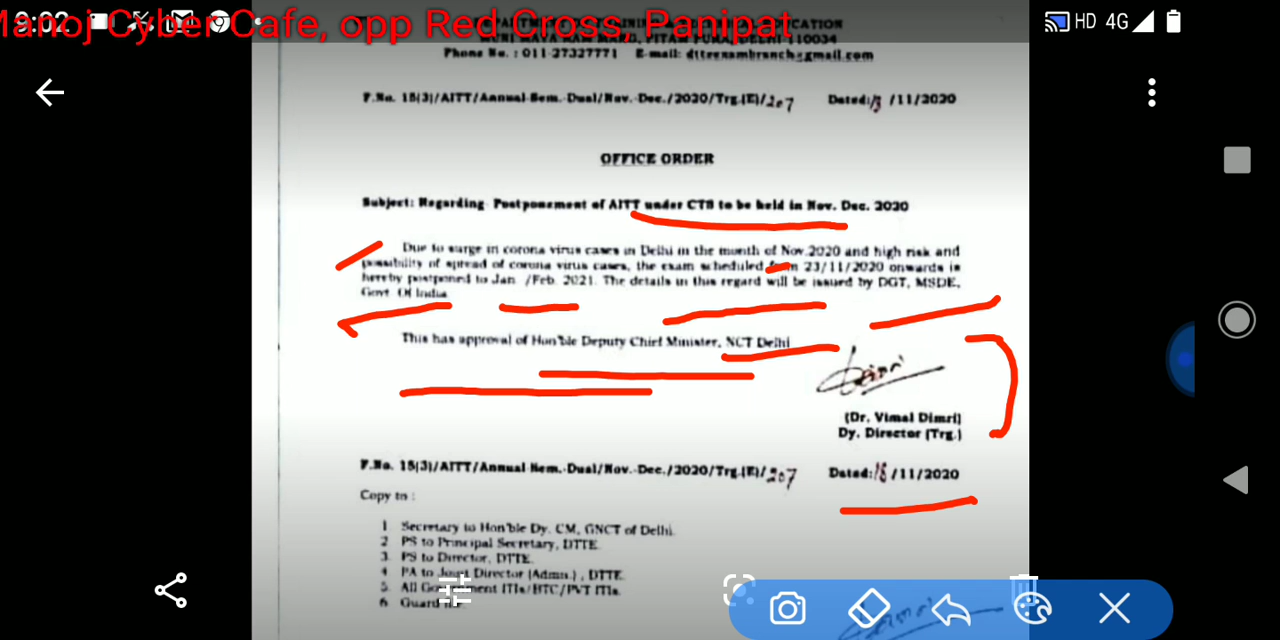 9:02
Manoj Cyber Cafe, opp Red Cross, Panipat
HD 4G
Phone No. : 011-27327771 E-mail: dtteexambranch@gmail.com
F.No. 15(3)/AITT/Annual-Sem.-Dual/Nov.-Dec./2020/Trg.(E)/207 Dated: /11/2020
OFFICE ORDER
Subject: Regarding Postponement of AITT under CTS to be held in Nov. Dec. 2020
Due to surge in corona virus cases in Delhi in the month of Nov.2020 and high risk and
possibility of spread of corona virus cases, the exam scheduled from 23/11/2020 onwards is
hereby postponed to Jan /Feb. 2021. The details in this regard will be issued by DGT, MSDE,
Govt Of India.
This has approval of Hon'ble Deputy Chief Minister, NCT Delhi
(Dr. Vimal Dimri)
Dy. Director (Trg.)
F.No. 15(3)/AITT/Annual-Sem.-Dual/Nov.-Dec./2020/Trg.(E)/207 Dated: /11/2020
Copy to :
1 Secretary to Hon'ble Dy. CM, GNCT of Delhi.
2 PS to Principal Secretary, DTTE.
3. PS to Director, DTTE.
4 PA to Joint Director (Admn.) , DTTE.
5. All Government ITIs/BTC/PVT ITIs.
6 Guard